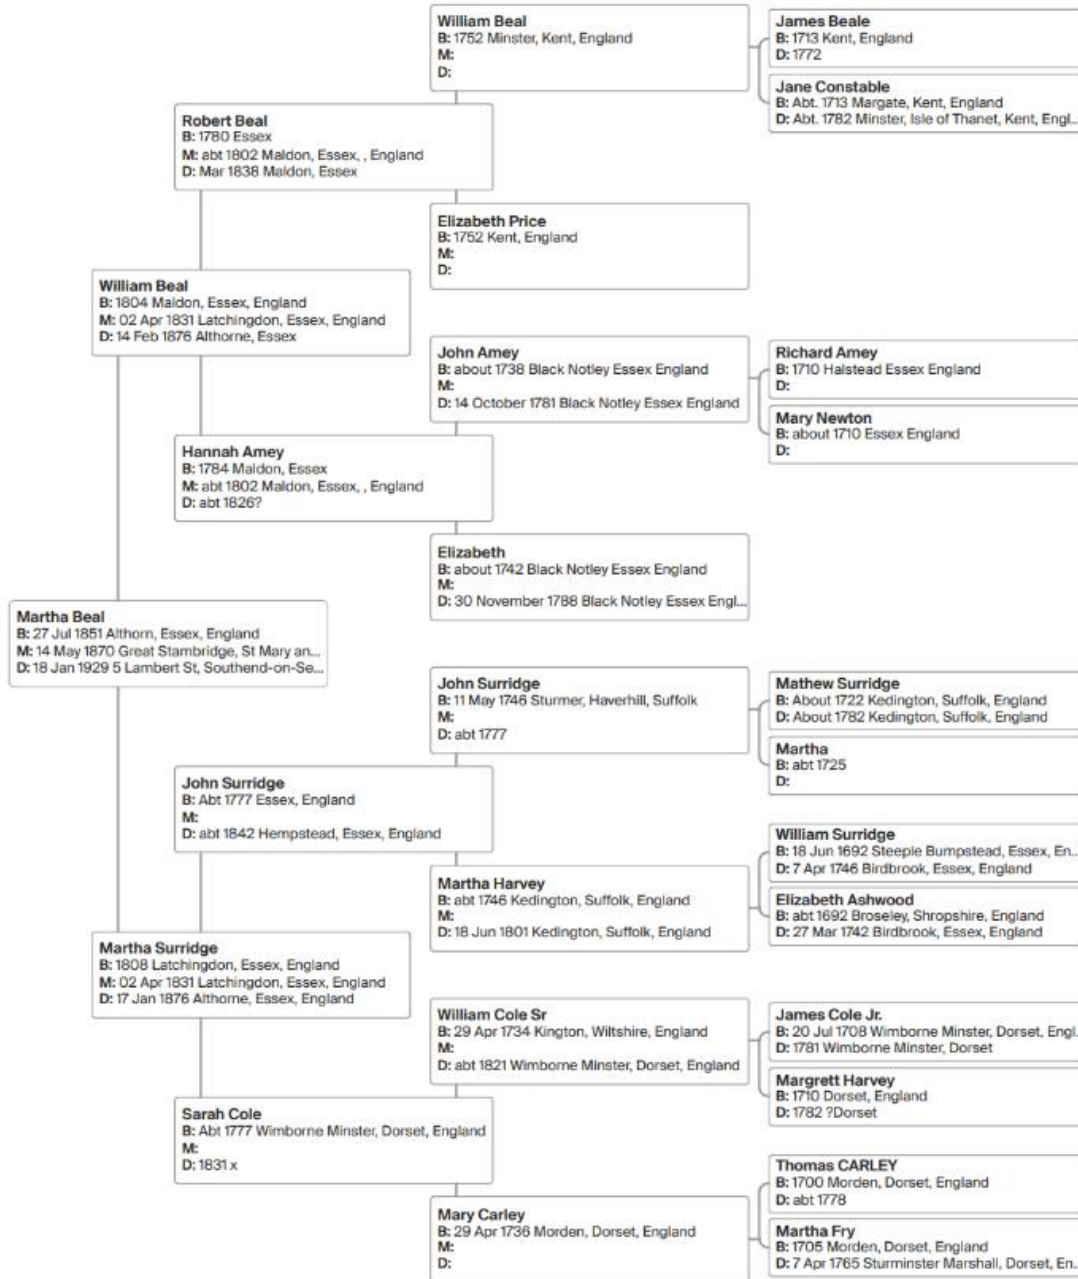 William Beal
B: 1752 Minster, Kent, England
M:
D:
James Beale
B: 1713 Kent, England
D: 1772
Jane Constable
B: Abt. 1713 Margate, Kent, England
D: Abt. 1782 Minster, Isle of Thanet, Kent, Engl...
Robert Beal
B: 1780 Essex
M: abt 1802 Maldon, Essex, , England
D: Mar 1838 Maldon, Essex
Elizabeth Price
B: 1752 Kent, England
M:
D:
William Beal
B: 1804 Maldon, Essex, England
M: 02 Apr 1831 Latchingdon, Essex, England
D: 14 Feb 1876 Althorne, Essex
John Amey
B: about 1738 Black Notley Essex England
M:
D: 14 October 1781 Black Notley Essex England
Richard Amey
B: 1710 Halstead Essex England
D:
Mary Newton
B: about 1710 Essex England
D:
Hannah Amey
B: 1784 Maldon, Essex
M: abt 1802 Maldon, Essex, , England
D: abt 1826?
Elizabeth
B: about 1742 Black Notley Essex England
M:
D: 30 November 1788 Black Notley Essex Engl...
Martha Beal
B: 27 Jul 1851 Althorn, Essex, England
M: 14 May 1870 Great Stambridge, St Mary an...
D: 18 Jan 1929 5 Lambert St, Southend-on-Se...
John Surridge
B: 11 May 1746 Sturmer, Haverhill, Suffolk
M:
D: abt 1777
Mathew Surridge
B: About 1722 Kedington, Suffolk, England
D: About 1782 Kedington, Suffolk, England
Martha
B: abt 1725
D:
John Surridge
B: Abt 1777 Essex, England
M:
D: abt 1842 Hempstead, Essex, England
Martha Harvey
B: abt 1746 Kedington, Suffolk, England
M:
D: 18 Jun 1801 Kedington, Suffolk, England
William Surridge
B: 18 Jun 1692 Steeple Bumpstead, Essex, En...
D: 7 Apr 1746 Birdbrook, Essex, England
Elizabeth Ashwood
B: abt 1692 Broseley, Shropshire, England
D: 27 Mar 1742 Birdbrook, Essex, England
Martha Surridge
B: 1808 Latchingdon, Essex, England
M: 02 Apr 1831 Latchingdon, Essex, England
D: 17 Jan 1876 Althorne, Essex, England
William Cole Sr
B: 29 Apr 1734 Kington, Wiltshire, England
M:
D: abt 1821 Wimborne Minster, Dorset, England
James Cole Jr.
B: 20 Jul 1708 Wimborne Minster, Dorset, Engl...
D: 1781 Wimborne Minster, Dorset
Margrett Harvey
B: 1710 Dorset, England
D: 1782 ?Dorset
Sarah Cole
B: Abt 1777 Wimborne Minster, Dorset, England
M:
D: 1831 x
Mary Carley
B: 29 Apr 1736 Morden, Dorset, England
M:
D:
Thomas CARLEY
B: 1700 Morden, Dorset, England
D: abt 1778
Martha Fry
B: 1705 Morden, Dorset, England
D: 7 Apr 1765 Sturminster Marshall, Dorset, En...